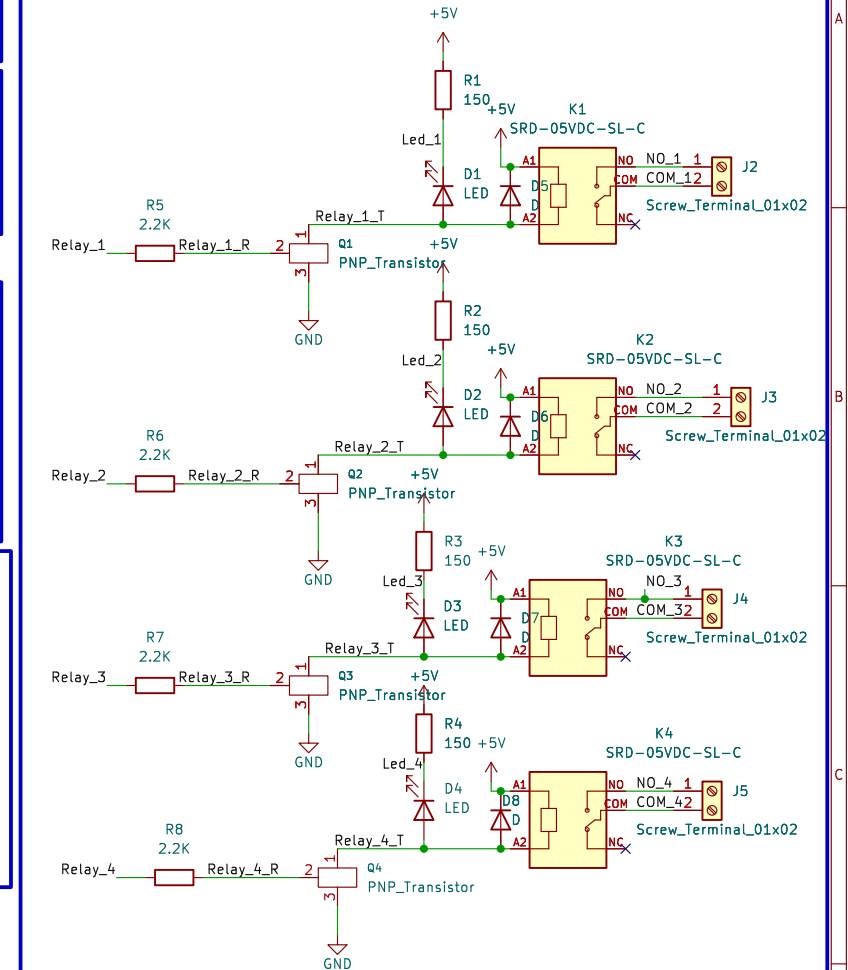 +5V
A
R1
150
+5V
K1
SRD-05VDC-SL-C
Led_1
A1
NO
NO_1
1
J2
D1
LED
D5
D
COM
COM_1
2
R5
2.2K
Relay_1_T
A2
NC
Screw_Terminal_01x02
Relay_1
Relay_1_R
2
1
3
Q1
PNP_Transistor
+5V
GND
R2
150
+5V
K2
SRD-05VDC-SL-C
Led_2
A1
NO
NO_2
1
J3
B
D2
LED
D6
D
COM
COM_2
2
R6
2.2K
Relay_2_T
A2
NC
Screw_Terminal_01x02
Relay_2
Relay_2_R
2
1
3
Q2
PNP_Transistor
+5V
GND
R3
150
+5V
K3
SRD-05VDC-SL-C
Led_3
A1
NO
NO_3
1
J4
D3
LED
D7
D
COM
COM_3
2
R7
2.2K
Relay_3_T
A2
NC
Screw_Terminal_01x02
Relay_3
Relay_3_R
2
1
3
Q3
PNP_Transistor
+5V
GND
R4
150
+5V
K4
SRD-05VDC-SL-C
Led_4
A1
NO
NO_4
1
J5
C
D4
LED
D8
D
COM
COM_4
2
R8
2.2K
Relay_4_T
A2
NC
Screw_Terminal_01x02
Relay_4
Relay_4_R
2
1
3
Q4
PNP_Transistor
GND